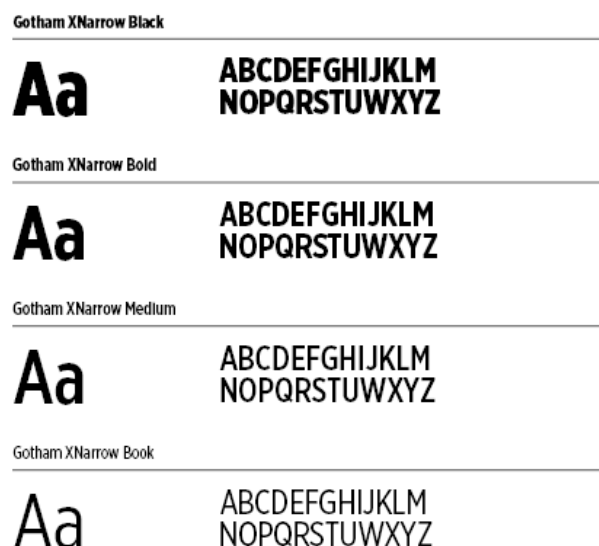 Gotham XNarrow Black
Aa
ABCDEFGHIJKLM
NOPQRSTUWXYZ
Gotham XNarrow Bold
Aa
ABCDEFGHIJKLM
NOPQRSTUWXYZ
Gotham XNarrow Medium
Aa
ABCDEFGHIJKLM
NOPQRSTUWXYZ
Gotham XNarrow Book
Aa
ABCDEFGHIJKLM
NOPQRSTUWXYZ